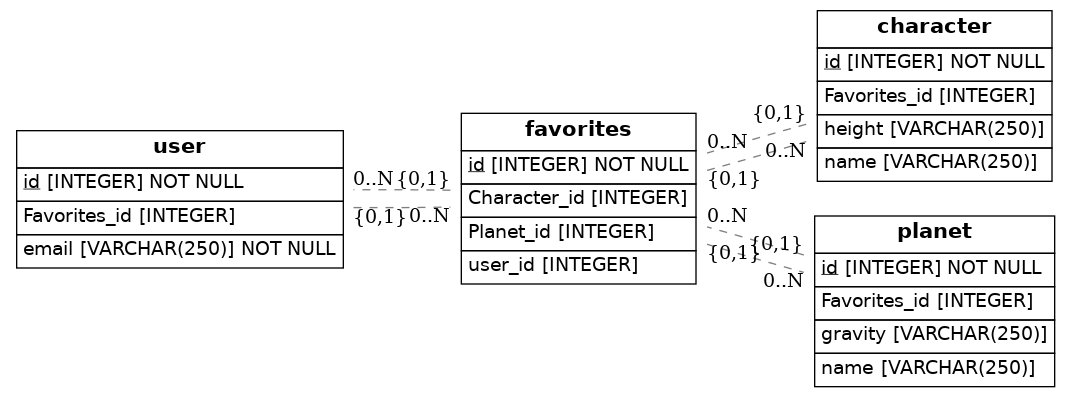 user
id [INTEGER] NOT NULL
Favorites_id [INTEGER]
email [VARCHAR(250)] NOT NULL
0..N {0,1}
{0,1} 0..N
favorites
id [INTEGER] NOT NULL
Character_id [INTEGER]
Planet_id [INTEGER]
user_id [INTEGER]
{0,1}
0..N
0..N
{0,1}
0..N
{0,1}
{0,1}
0..N
character
id [INTEGER] NOT NULL
Favorites_id [INTEGER]
height [VARCHAR(250)]
name [VARCHAR(250)]
planet
id [INTEGER] NOT NULL
Favorites_id [INTEGER]
gravity [VARCHAR(250)]
name [VARCHAR(250)]